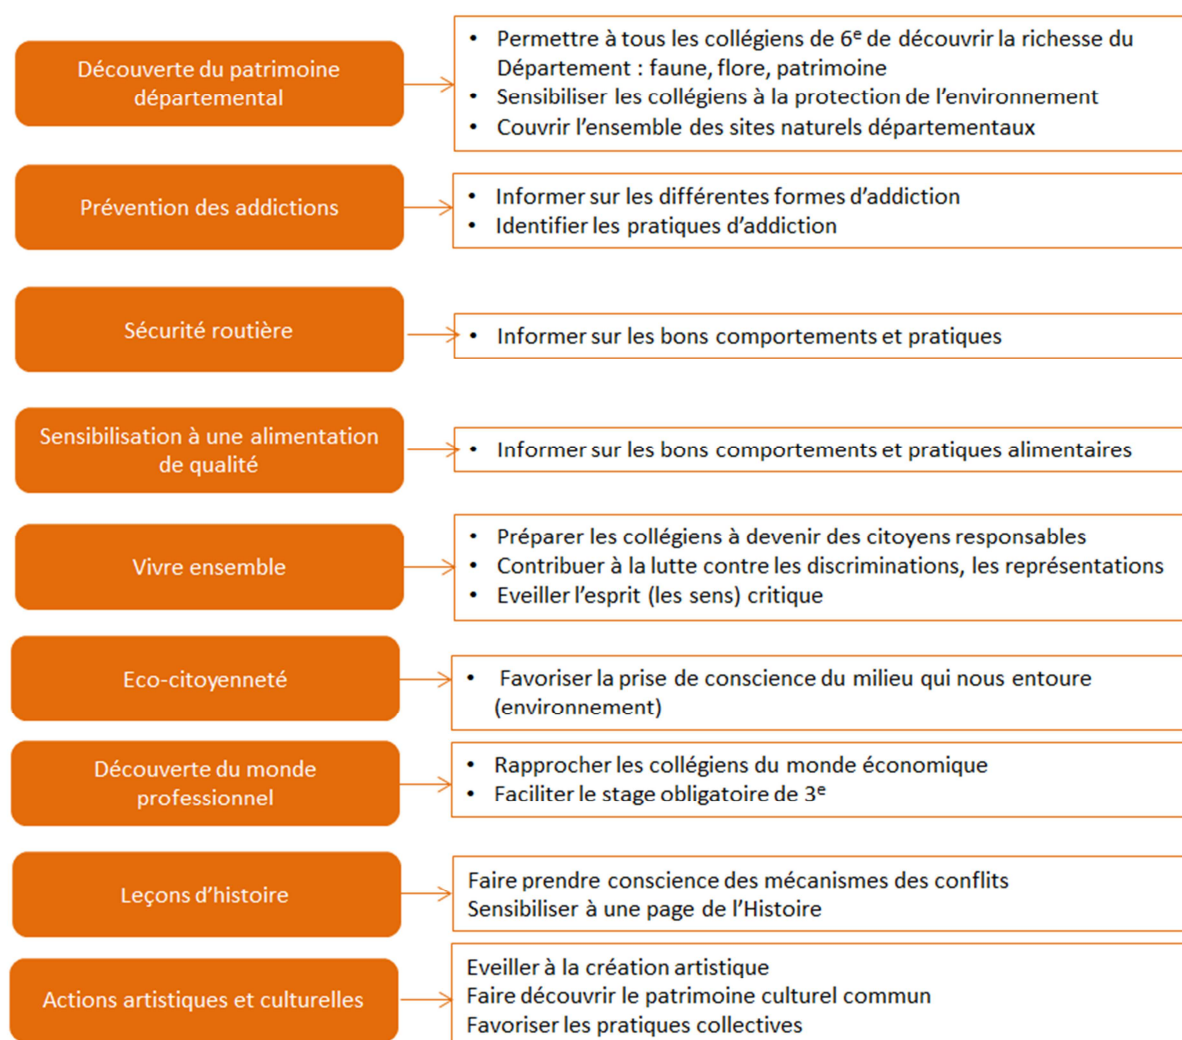 Découverte du patrimoine
départemental
• Permettre à tous les collégiens de 6e de découvrir la richesse du
Département : faune, flore, patrimoine
• Sensibiliser les collégiens à la protection de l’environnement
• Couvrir l’ensemble des sites naturels départementaux
Prévention des addictions
• Informer sur les différentes formes d’addiction
• Identifier les pratiques d’addiction
Sécurité routière
• Informer sur les bons comportements et pratiques
Sensibilisation à une alimentation
de qualité
• Informer sur les bons comportements et pratiques alimentaires
Vivre ensemble
• Préparer les collégiens à devenir des citoyens responsables
• Contribuer à la lutte contre les discriminations, les représentations
• Eveiller l’esprit (les sens) critique
Eco-citoyenneté
• Favoriser la prise de conscience du milieu qui nous entoure
(environnement)
Découverte du monde
professionnel
• Rapprocher les collégiens du monde économique
• Faciliter le stage obligatoire de 3e
Leçons d’histoire
Faire prendre conscience des mécanismes des conflits
Sensibiliser à une page de l’Histoire
Actions artistiques et culturelles
Eveiller à la création artistique
Faire découvrir le patrimoine culturel commun
Favoriser les pratiques collectives